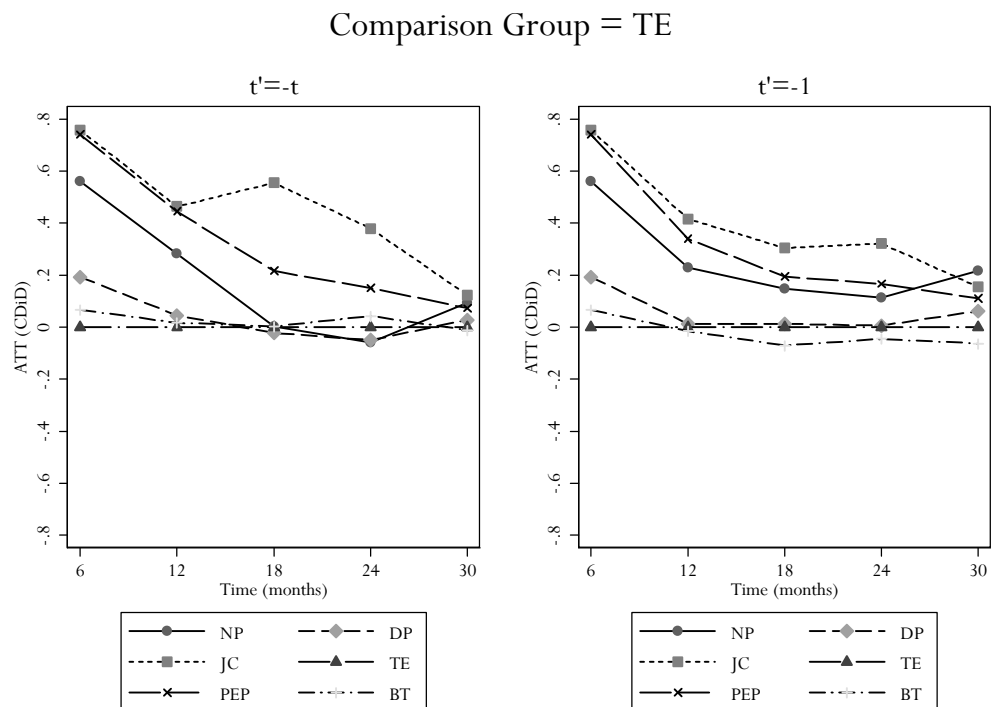 Comparison Group = TE
t'=-t
ATT (CDiD)
.8
.6
.4
.2
0
-.2
-.4
-.6
-.8
6 12 18 24 30
Time (months)
NP DP
JC TE
PEP BT
t'=-1
ATT (CDiD)
.8
.6
.4
.2
0
-.2
-.4
-.6
-.8
6 12 18 24 30
Time (months)
NP DP
JC TE
PEP BT